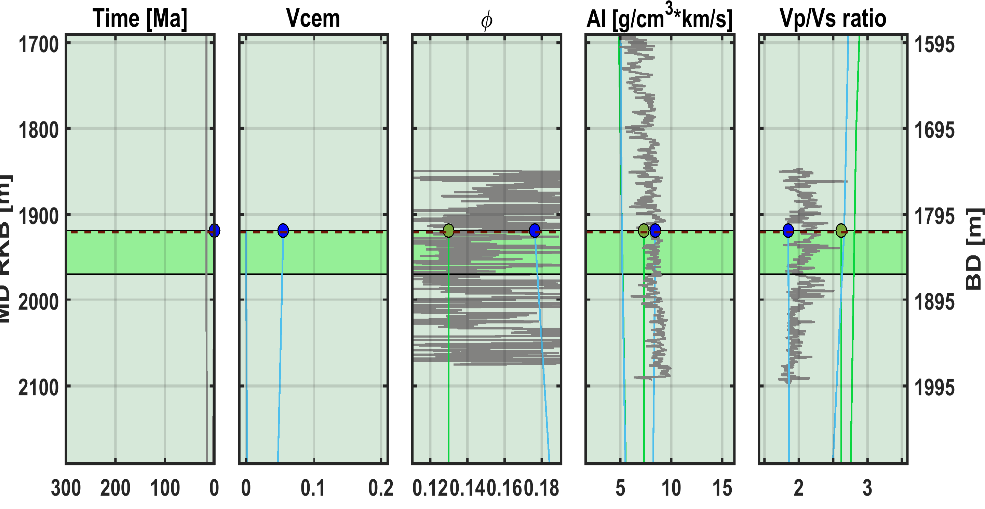 Time [Ma] Vcem ϕ AI [g/cm³*km/s] Vp/Vs ratio
1700 1595
1800 1695
1900 1795
2000 1895
2100 1995
MD RKB [m]
BD [m]
300 200 100 0 0 0.1 0.2 0.12 0.14 0.16 0.18 5 10 15 2 3